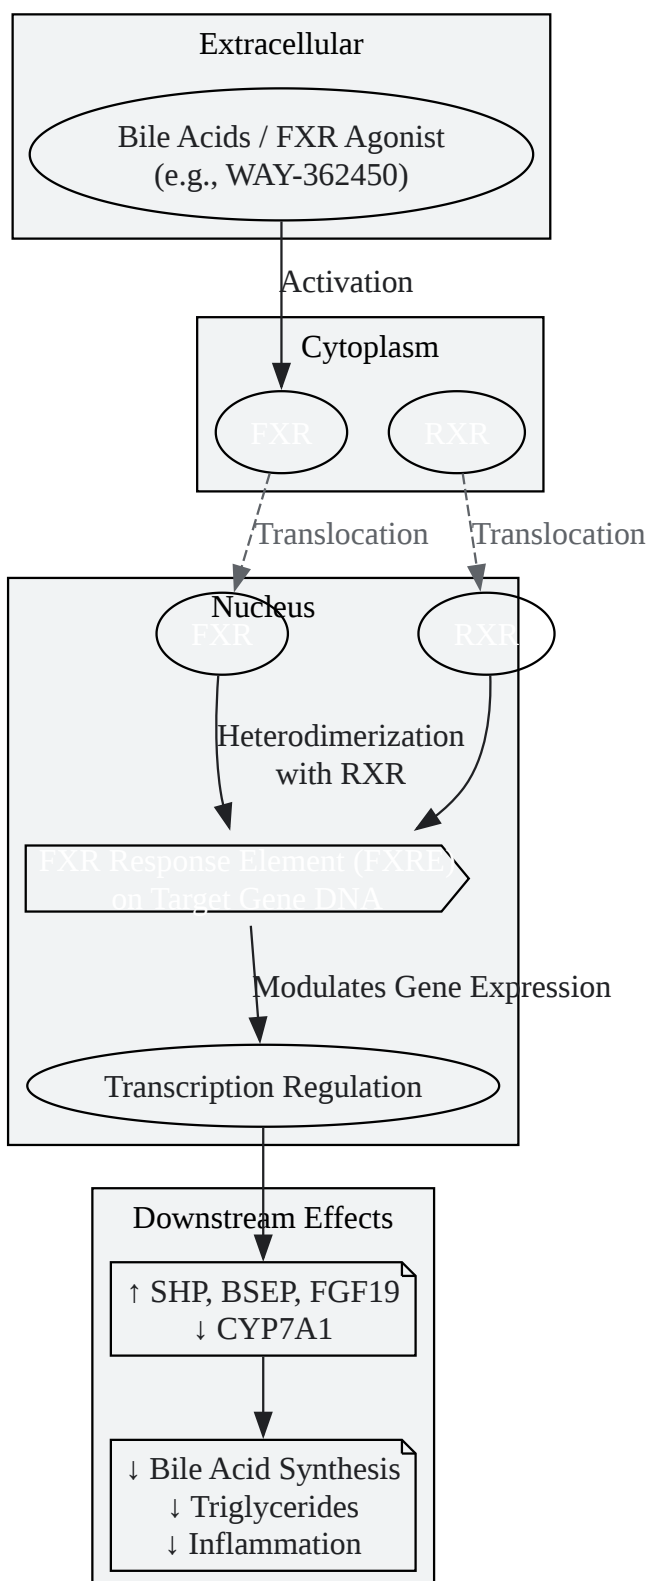 Extracellular
Bile Acids / FXR Agonist
(e.g., WAY-362450)
Activation
Cytoplasm
FXR
RXR
Translocation
Translocation
Nucleus
FXR
RXR
Heterodimerization
with RXR
FXR Response Element (FXRE)
on Target Gene DNA
Modulates Gene Expression
Transcription Regulation
Downstream Effects
↑ SHP, BSEP, FGF19
↓ CYP7A1
↓ Bile Acid Synthesis
↓ Triglycerides
↓ Inflammation